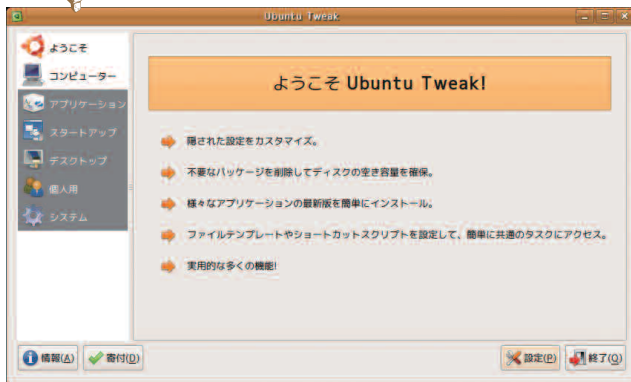 Ubuntu Tweak
ようこそ
コンピューター
アプリケーション
スタートアップ
デスクトップ
個人用
システム
ようこそ Ubuntu Tweak!
隠された設定をカスタマイズ。
不要なパッケージを削除してディスクの空き容量を確保。
様々なアプリケーションの最新版を簡単にインストール。
ファイルテンプレートやショートカットスクリプトを設定して、簡単に共通のタスクにアクセス。
実用的な多くの機能!
情報(A) 寄付(D) 設定(P) 終了(Q)